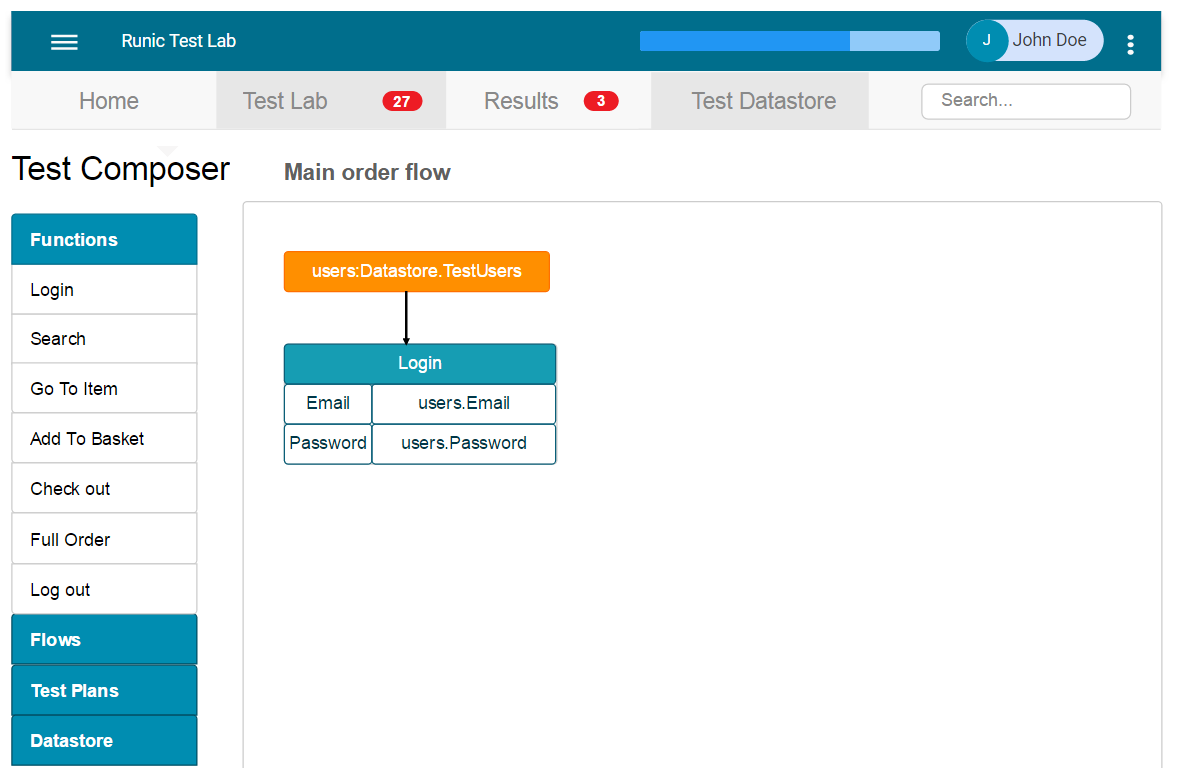 Runic Test Lab
J
John Doe
Home
Test Lab
27
Results
3
Test Datastore
Search...
Test Composer
Main order flow
Functions
Login
Search
Go To Item
Add To Basket
Check out
Full Order
Log out
Flows
Test Plans
Datastore
users:Datastore.TestUsers
Login
Email
users.Email
Password
users.Password